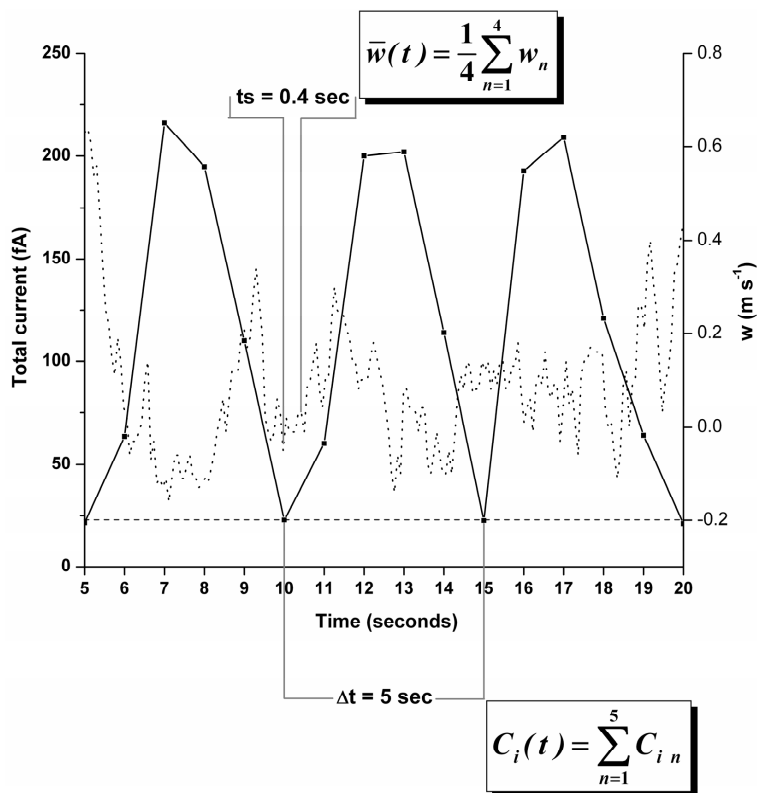 w̅(t) = 1/4 Σ_{n=1}^{4} w_n
ts = 0.4 sec
Total current (fA)
250
200
150
100
50
0
0.8
0.6
0.4
0.2
0.0
-0.2
w (m s⁻¹)
5 6 7 8 9 10 11 12 13 14 15 16 17 18 19 20
Time (seconds)
Δt = 5 sec
C_i(t) = Σ_{n=1}^{5} C_{i n}